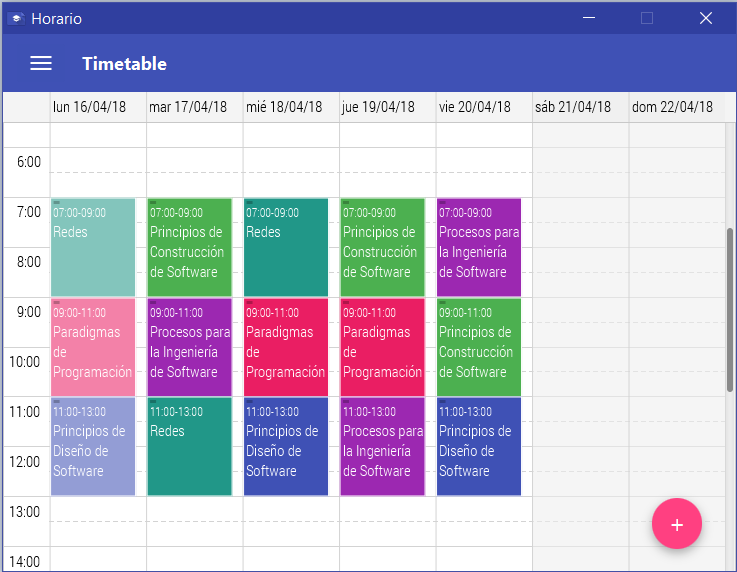 Horario
Timetable
lun 16/04/18 mar 17/04/18 mié 18/04/18 jue 19/04/18 vie 20/04/18 sáb 21/04/18 dom 22/04/18
6:00
7:00
8:00
9:00
10:00
11:00
12:00
13:00
14:00
07:00-09:00
Redes
09:00-11:00
Paradigmas
de
Programación
11:00-13:00
Principios de
Diseño de
Software
07:00-09:00
Principios de
Construcción
de Software
09:00-11:00
Procesos para
la Ingeniería
de Software
11:00-13:00
Redes
07:00-09:00
Redes
09:00-11:00
Paradigmas
de
Programación
11:00-13:00
Principios de
Diseño de
Software
07:00-09:00
Principios de
Construcción
de Software
09:00-11:00
Paradigmas
de
Programación
11:00-13:00
Procesos para
la Ingeniería
de Software
07:00-09:00
Procesos para
la Ingeniería
de Software
09:00-11:00
Principios de
Construcción
de Software
11:00-13:00
Principios de
Diseño de
Software
+